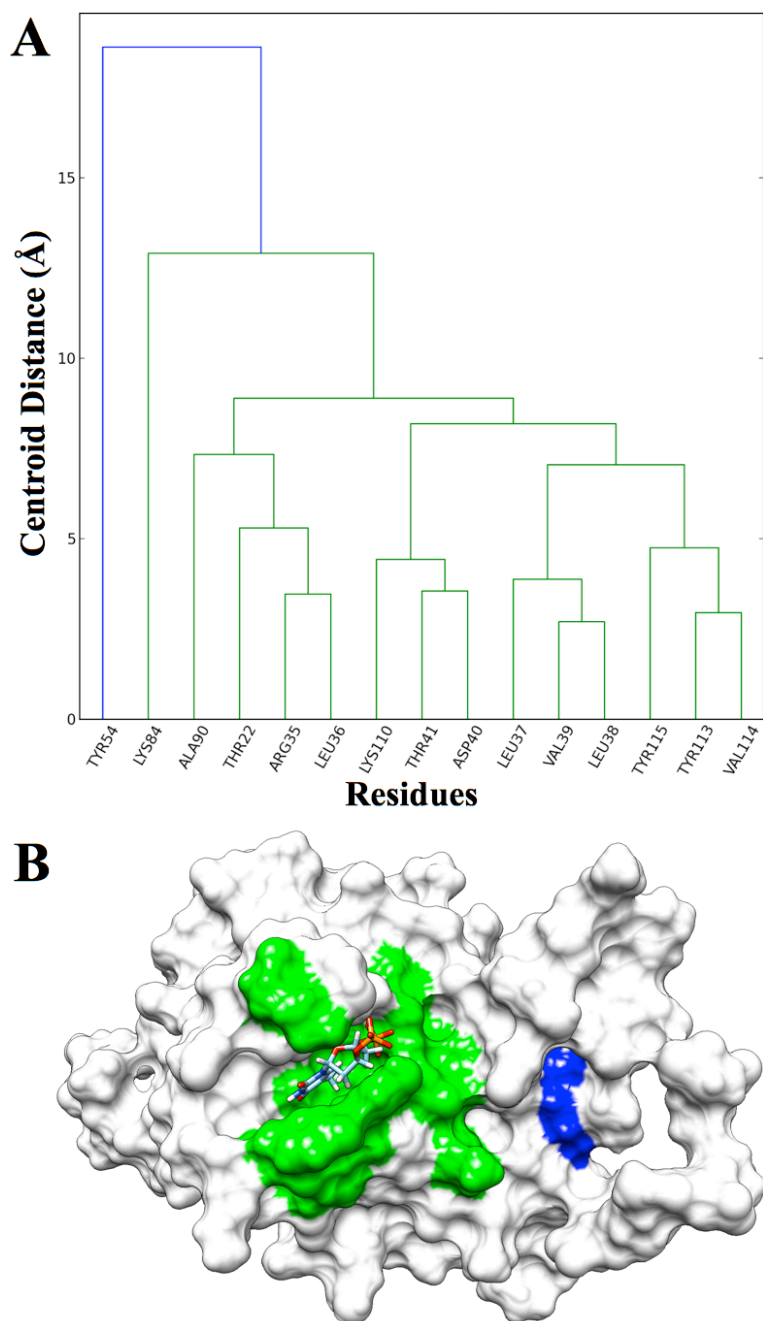 A
Centroid Distance (Å)
15
10
5
0
TYR54
LYS84
ALA90
THR22
ARG35
LEU36
LYS110
THR41
ASP40
LEU37
VAL39
LEU38
TYR115
TYR113
VAL114
Residues
B